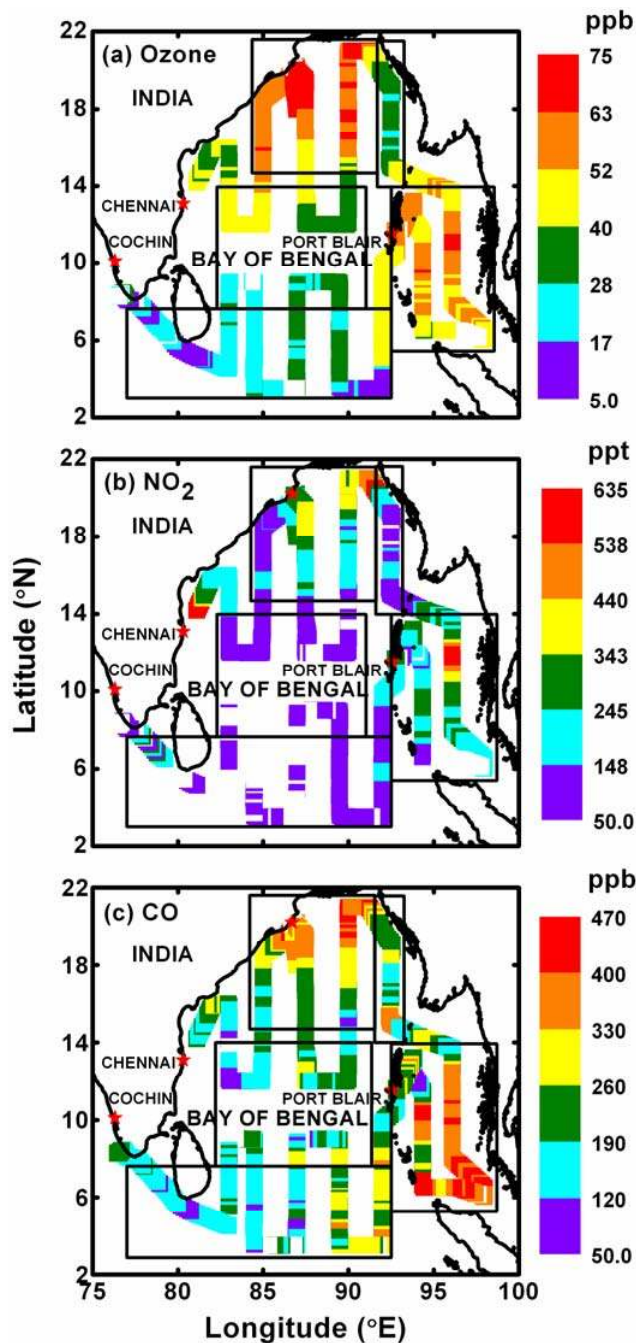 ppb
22
(a) Ozone
75
18
INDIA
63
14
52
CHENNAI
40
COCHIN
PORT BLAIR
10
BAY OF BENGAL
28
6
17
2
5.0
ppt
22
(b) NO2
635
18
INDIA
538
14
440
CHENNAI
343
COCHIN
PORT BLAIR
10
BAY OF BENGAL
245
6
148
2
50.0
Latitude (°N)
ppb
22
(c) CO
470
18
INDIA
400
14
330
CHENNAI
260
COCHIN
PORT BLAIR
10
BAY OF BENGAL
190
6
120
2
50.0
75 80 85 90 95 100
Longitude (°E)